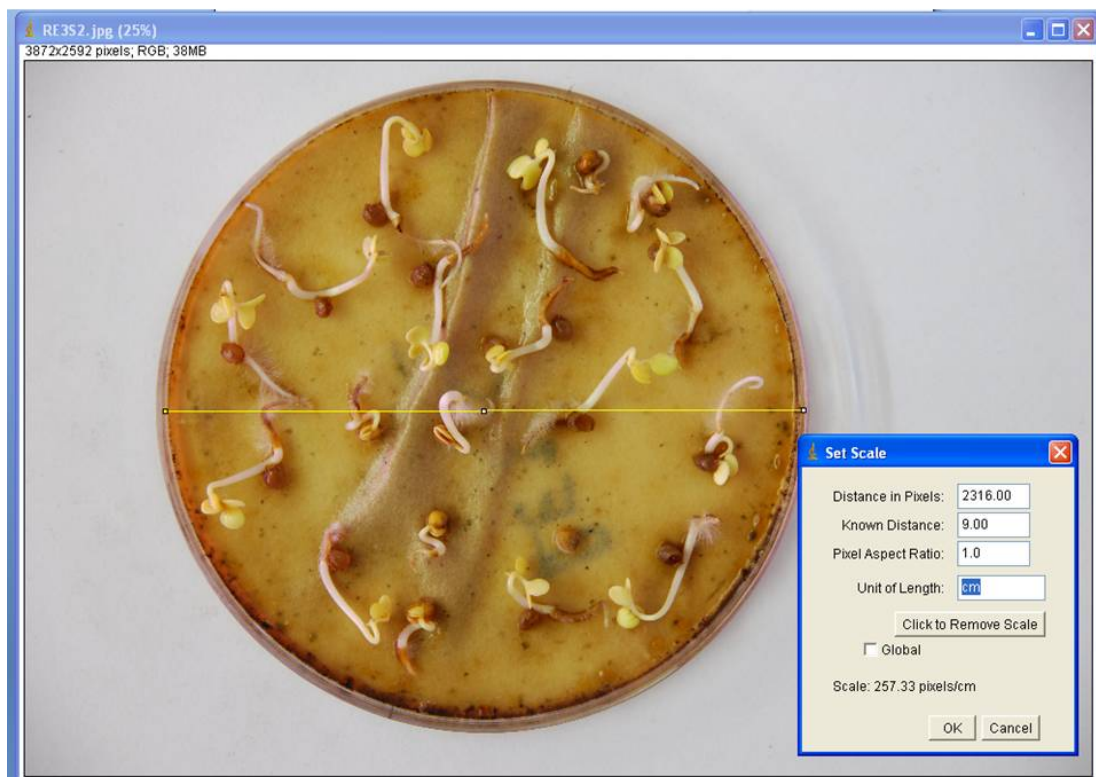 RE3S2.jpg (25%)
3872x2592 pixels; RGB; 38MB
Set Scale
Distance in Pixels: 2316.00
Known Distance: 9.00
Pixel Aspect Ratio: 1.0
Unit of Length: cm
Click to Remove Scale
Global
Scale: 257.33 pixels/cm
OK Cancel